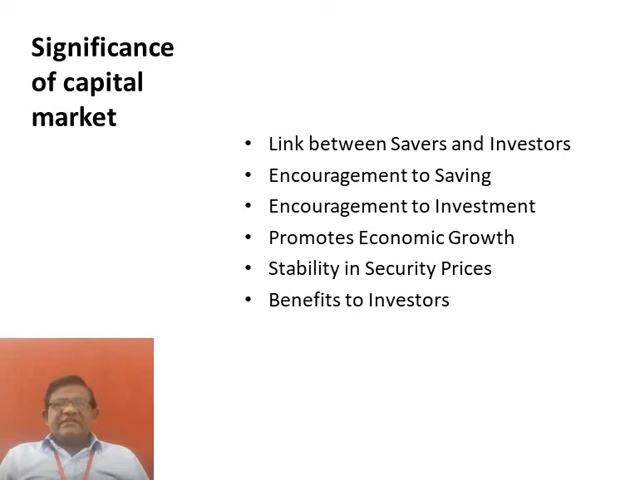 Significance
of capital
market
• Link between Savers and Investors
• Encouragement to Saving
• Encouragement to Investment
• Promotes Economic Growth
• Stability in Security Prices
• Benefits to Investors